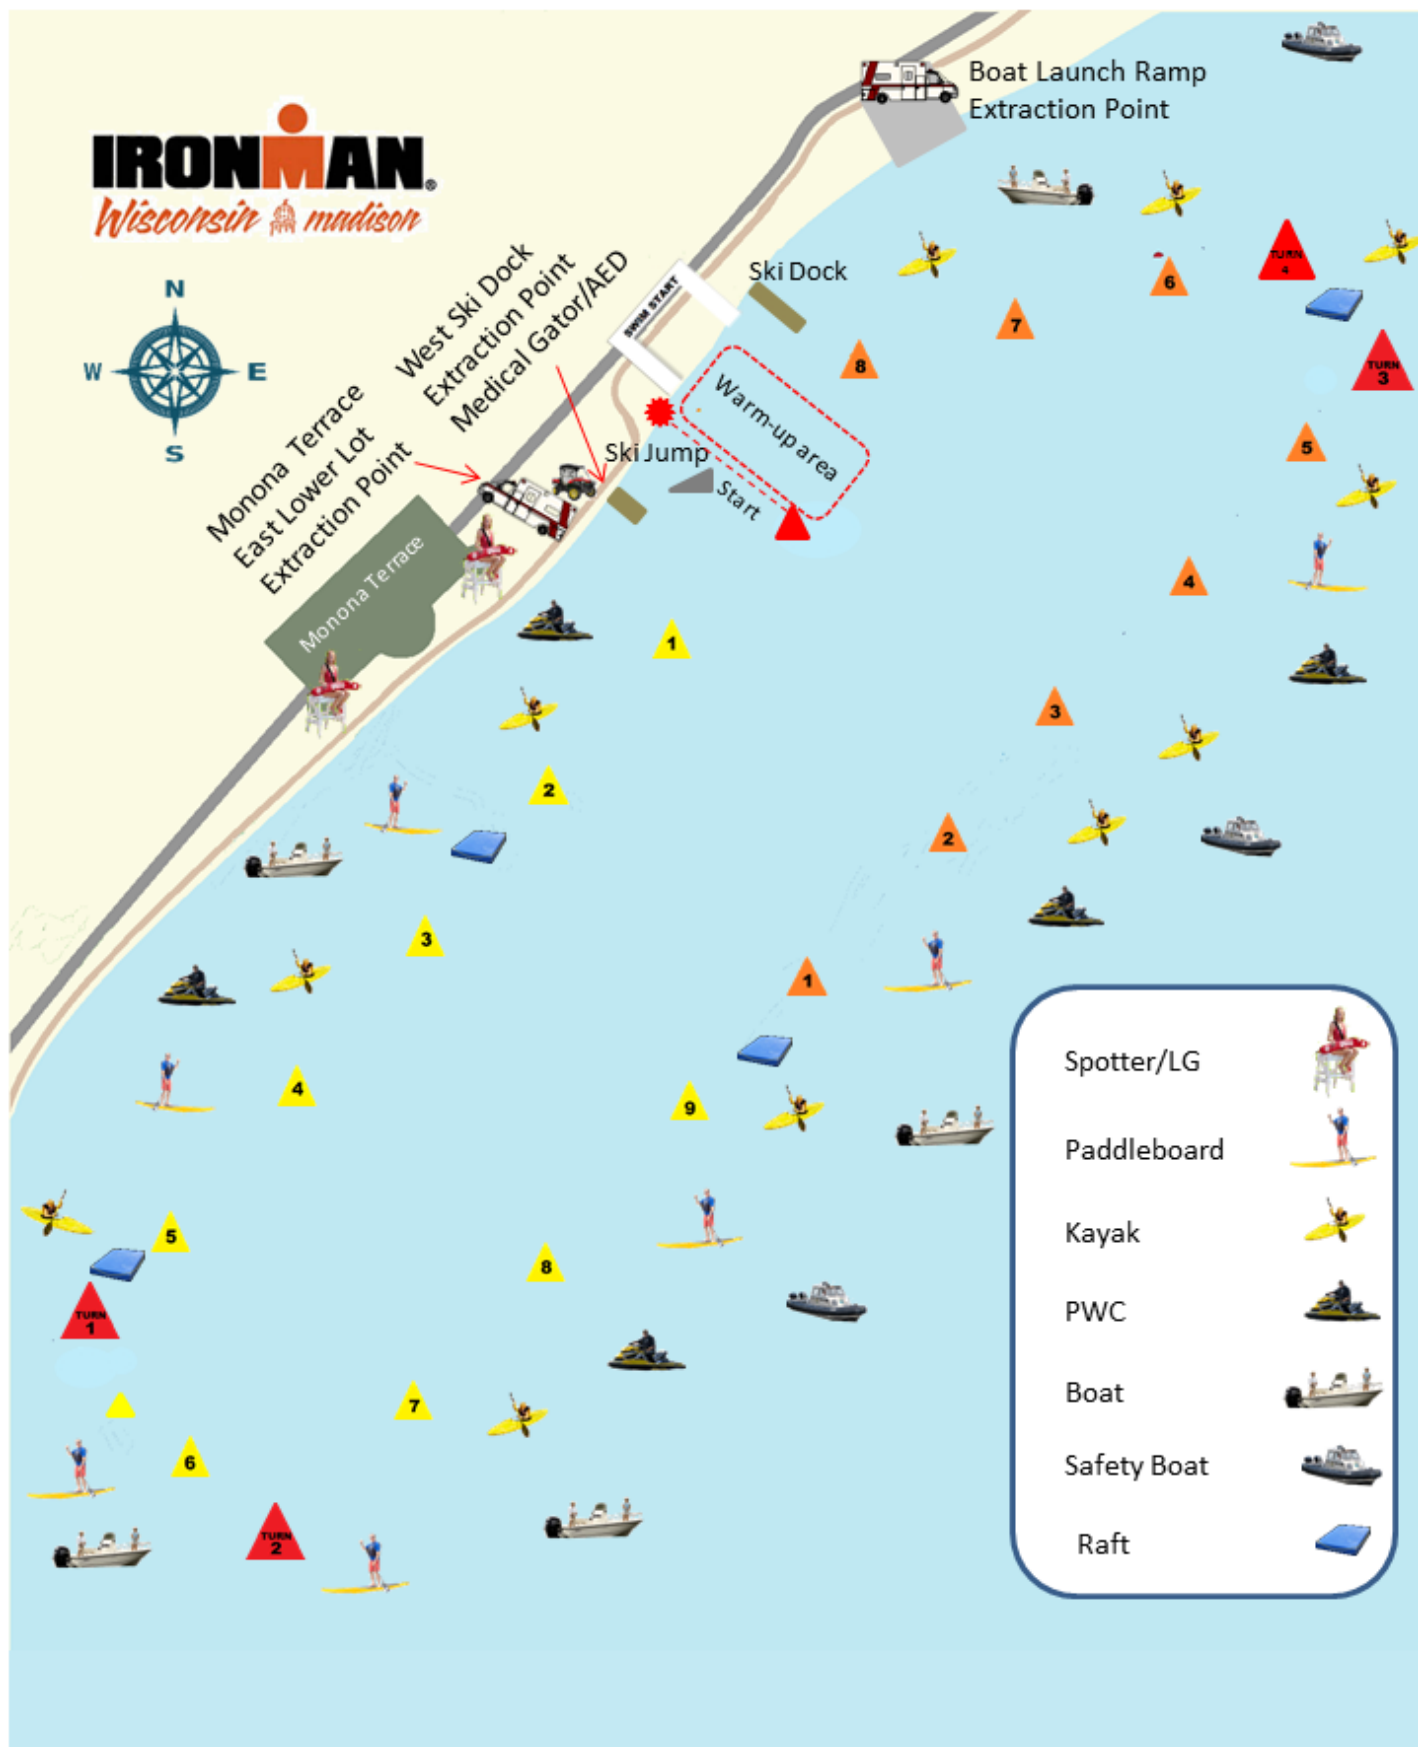 Boat Launch Ramp
Extraction Point
IRONMAN®
Wisconsin madison
N
W E
S
SWIM START
Ski Dock
West Ski Dock
Extraction Point
Medical Gator/AED
Monona Terrace
East Lower Lot
Extraction Point
Warm-up area
Ski Jump
Start
Monona Terrace
TURN
4
6
7
8
TURN
3
5
4
3
2
1
1
2
3
4
5
9
8
TURN
1
7
6
TURN
2
Spotter/LG
Paddleboard
Kayak
PWC
Boat
Safety Boat
Raft